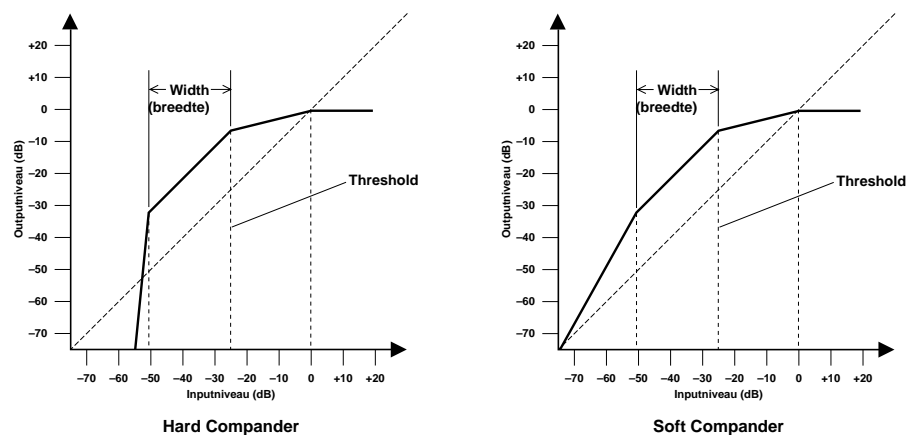 +20
+10
0
–10
–20
–30
–40
–50
–60
–70
Outputniveau (dB)
Width
(breedte)
Threshold
–70 –60 –50 –40 –30 –20 –10 0 +10 +20
Inputniveau (dB)
Hard Compander
+20
+10
0
–10
–20
–30
–40
–50
–60
–70
Outputniveau (dB)
Width
(breedte)
Threshold
–70 –60 –50 –40 –30 –20 –10 0 +10 +20
Inputniveau (dB)
Soft Compander